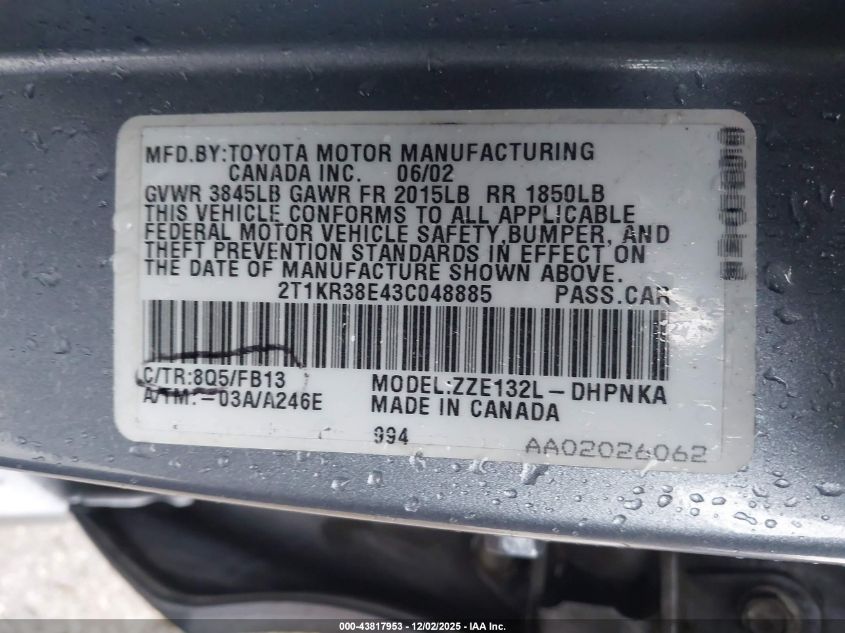 MFD.BY:TOYOTA MOTOR MANUFACTURING
CANADA INC. 06/02
GVWR 3845LB GAWR FR 2015LB RR 1850LB
THIS VEHICLE CONFORMS TO ALL APPLICABLE
FEDERAL MOTOR VEHICLE SAFETY,BUMPER, AND
THEFT PREVENTION STANDARDS IN EFFECT ON
THE DATE OF MANUFACTURE SHOWN ABOVE.
2T1KR38E43C048885 PASS.CAR
C/TR:8Q5/FB13 MODEL:ZZE132L-DHPNKA
A/TM:-03A/A246E MADE IN CANADA
994
AA02026062
000-43817953 | 12/02/2025 - IAA Inc.